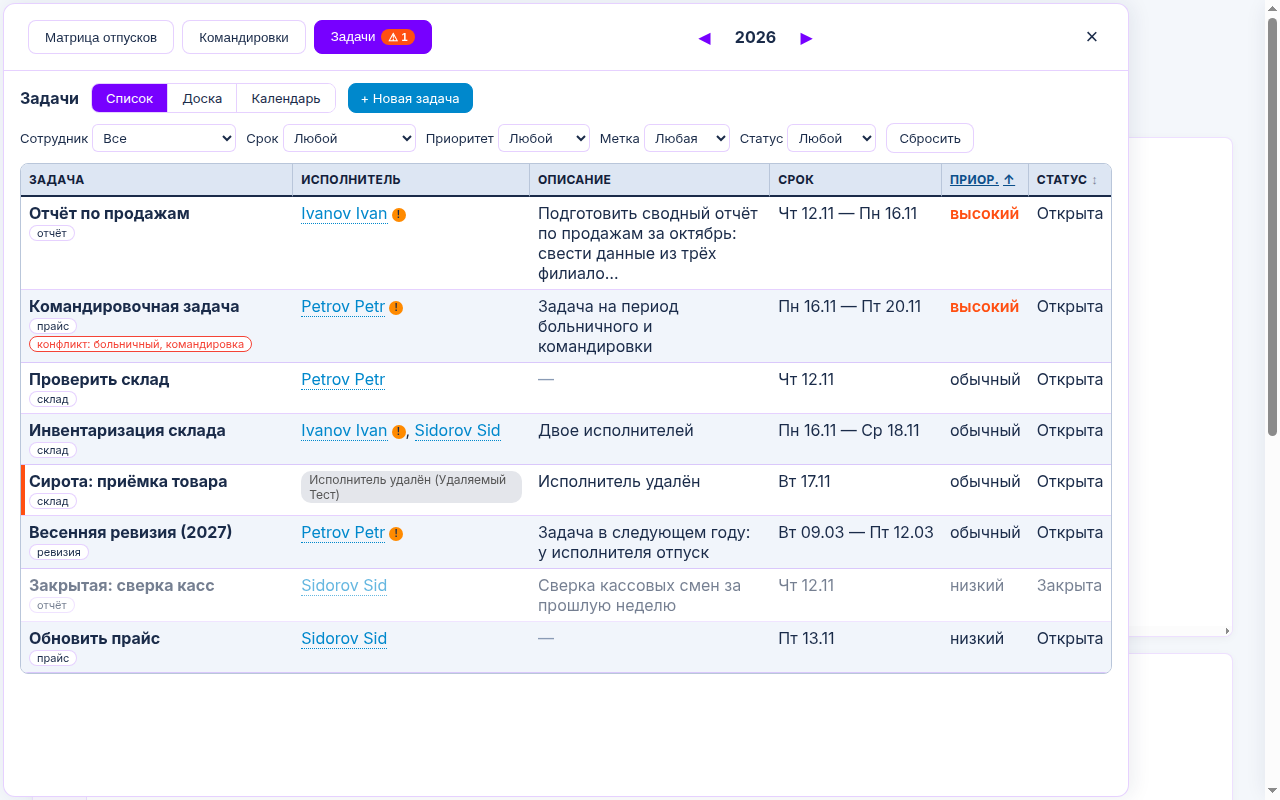 Матрица отпусков
Командировки
Задачи ⚠ 1
◀ 2026 ▶
×
Задачи
Список
Доска
Календарь
+ Новая задача
Сотрудник Все
Срок Любой
Приоритет Любой
Метка Любая
Статус Любой
Сбросить
ЗАДАЧА ИСПОЛНИТЕЛЬ ОПИСАНИЕ СРОК ПРИОР. ↑ СТАТУС ↕
Отчёт по продажам
отчёт
Ivanov Ivan !
Подготовить сводный отчёт
по продажам за октябрь:
свести данные из трёх
филиало…
Чт 12.11 — Пн 16.11
высокий
Открыта
Командировочная задача
прайс
конфликт: больничный, командировка
Petrov Petr !
Задача на период
больничного и
командировки
Пн 16.11 — Пт 20.11
высокий
Открыта
Проверить склад
склад
Petrov Petr
—
Чт 12.11
обычный
Открыта
Инвентаризация склада
склад
Ivanov Ivan !, Sidorov Sid
Двое исполнителей
Пн 16.11 — Ср 18.11
обычный
Открыта
Сирота: приёмка товара
склад
Исполнитель удалён (Удаляемый
Тест)
Исполнитель удалён
Вт 17.11
обычный
Открыта
Весенняя ревизия (2027)
ревизия
Petrov Petr !
Задача в следующем году:
у исполнителя отпуск
Вт 09.03 — Пт 12.03
обычный
Открыта
Закрытая: сверка касс
отчёт
Sidorov Sid
Сверка кассовых смен за
прошлую неделю
Чт 12.11
низкий
Закрыта
Обновить прайс
прайс
Sidorov Sid
—
Пт 13.11
низкий
Открыта